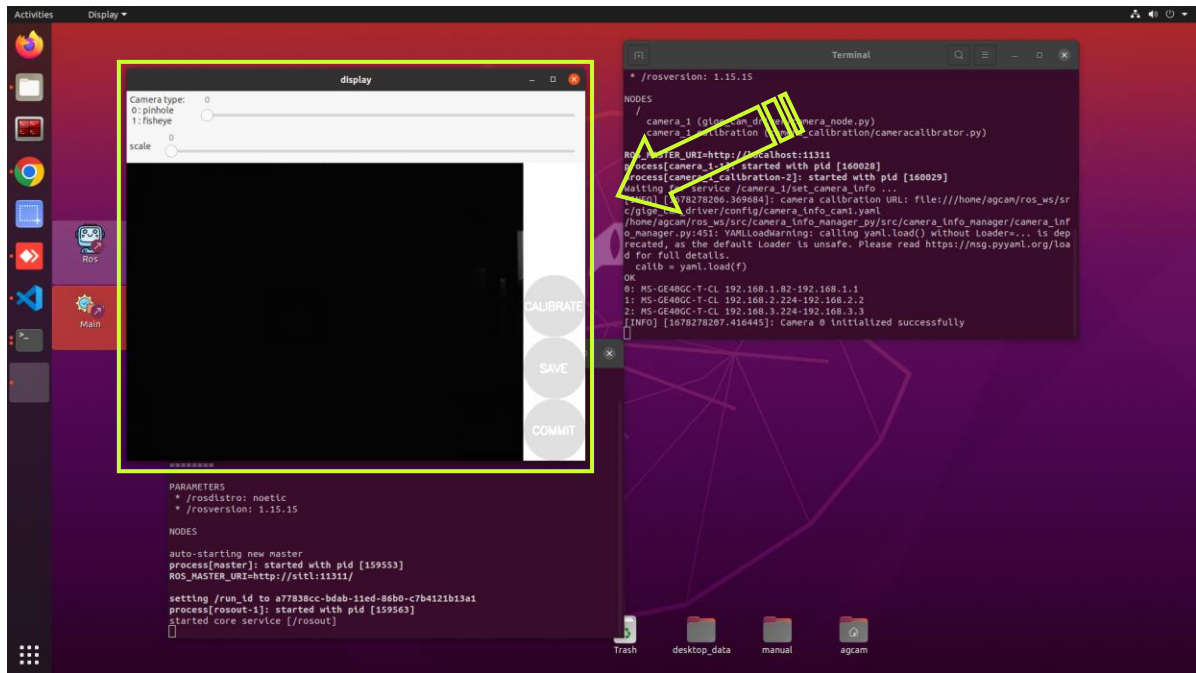 Activities
Display
display
Camera type:
0 : pinhole
1 : fisheye
0
scale
0
CALIBRATE
SAVE
COMMIT
Ros
Main
Terminal
* /rosversion: 1.15.15
NODES
/
camera_1 (gige_cam_driver/camera_node.py)
camera_1_calibration (camera_calibration/cameracalibrator.py)
ROS_MASTER_URI=http://localhost:11311
process[camera_1-1]: started with pid [160028]
process[camera_1_calibration-2]: started with pid [160029]
Waiting for service /camera_1/set_camera_info ...
[INFO] [1678278206.369684]: camera calibration URL: file:///home/agcam/ros_ws/sr
c/gige_cam_driver/config/camera_info_cam1.yaml
/home/agcam/ros_ws/src/camera_info_manager_py/src/camera_info_manager/camera_inf
o_manager.py:451: YAMLLoadWarning: calling yaml.load() without Loader=... is dep
recated, as the default Loader is unsafe. Please read https://msg.pyyaml.org/loa
d for full details.
calib = yaml.load(f)
OK
0: MS-GE40GC-T-CL 192.168.1.82-192.168.1.1
1: MS-GE40GC-T-CL 192.168.2.224-192.168.2.2
2: MS-GE40GC-T-CL 192.168.3.224-192.168.3.3
[INFO] [1678278207.416445]: Camera 0 initialized successfully
========
PARAMETERS
* /rosdistro: noetic
* /rosversion: 1.15.15
NODES
auto-starting new master
process[master]: started with pid [159553]
ROS_MASTER_URI=http://sitl:11311/
setting /run_id to a77838cc-bdab-11ed-86b0-c7b4121b13a1
process[rosout-1]: started with pid [159563]
started core service [/rosout]
Trash
desktop_data
manual
agcam